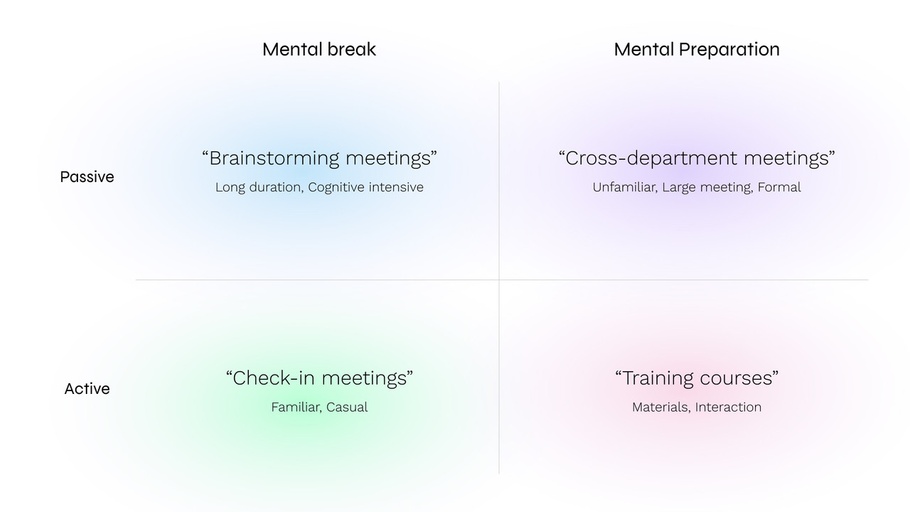 Mental break
Mental Preparation
Passive
“Brainstorming meetings”
Long duration, Cognitive intensive
“Cross-department meetings”
Unfamiliar, Large meeting, Formal
Active
“Check-in meetings”
Familiar, Casual
“Training courses”
Materials, Interaction